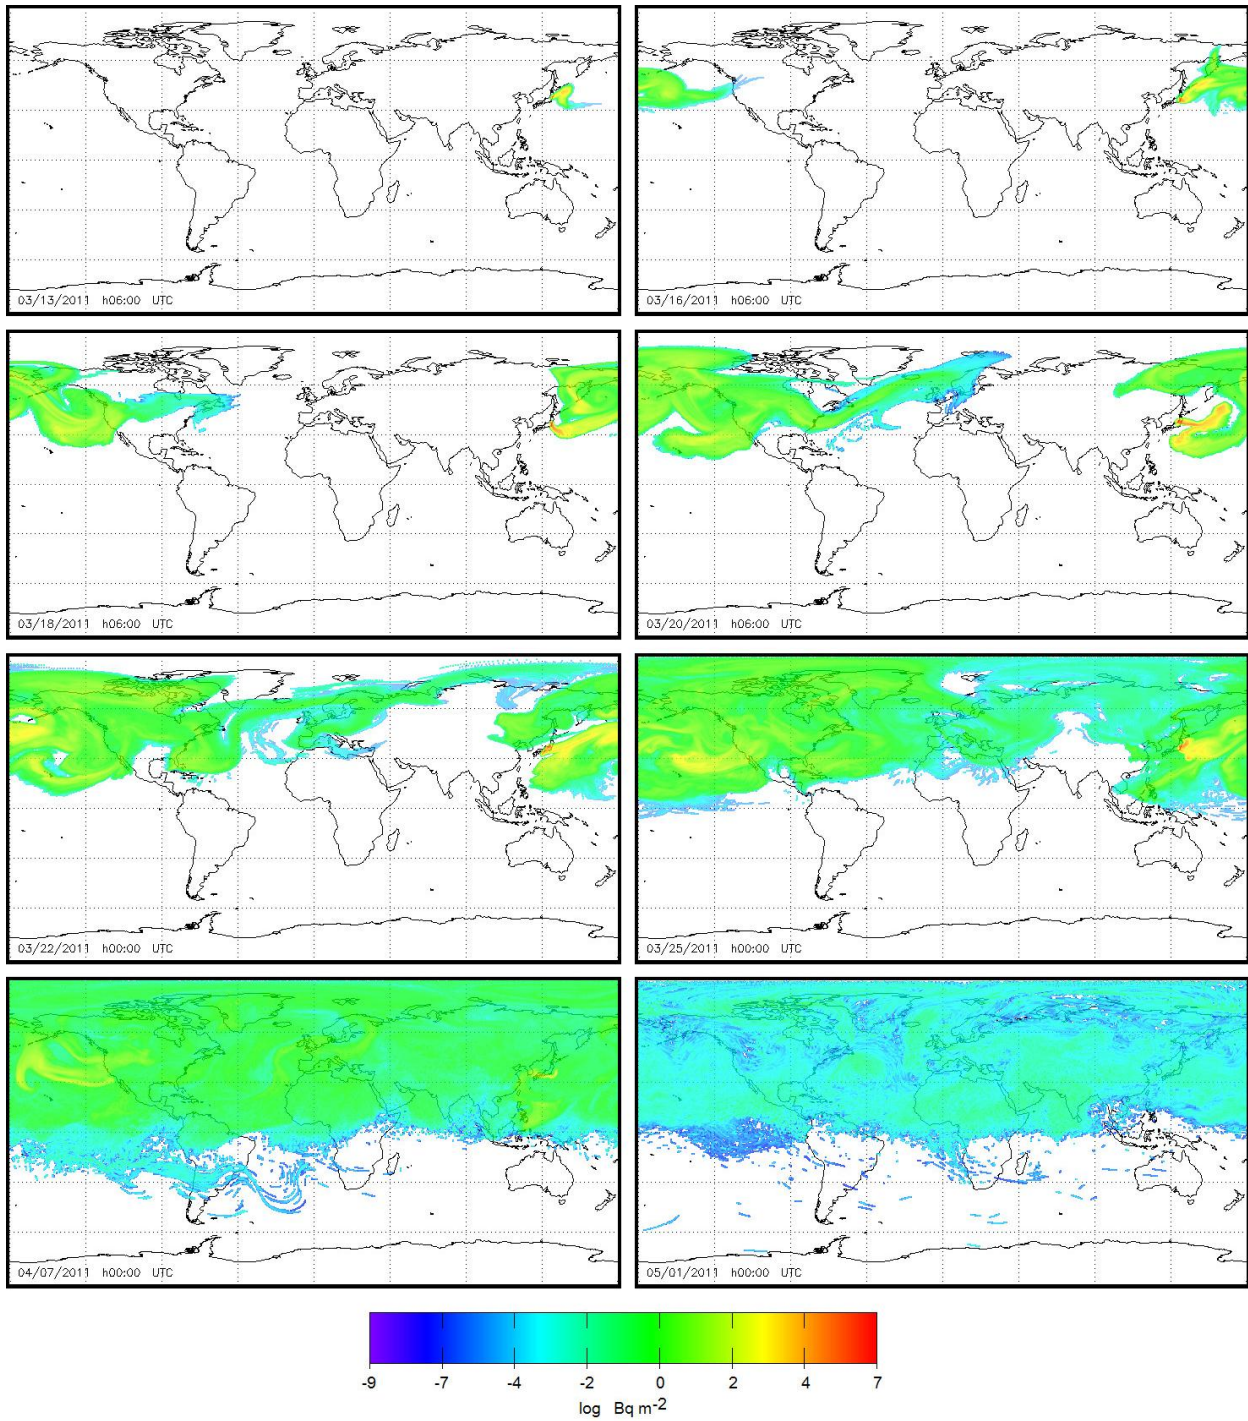 03/13/2011 h06:00 UTC
03/16/2011 h06:00 UTC
03/18/2011 h06:00 UTC
03/20/2011 h06:00 UTC
03/22/2011 h00:00 UTC
03/25/2011 h00:00 UTC
04/07/2011 h00:00 UTC
05/01/2011 h00:00 UTC
-9 -7 -4 -2 0 2 4 7
log Bq m-2